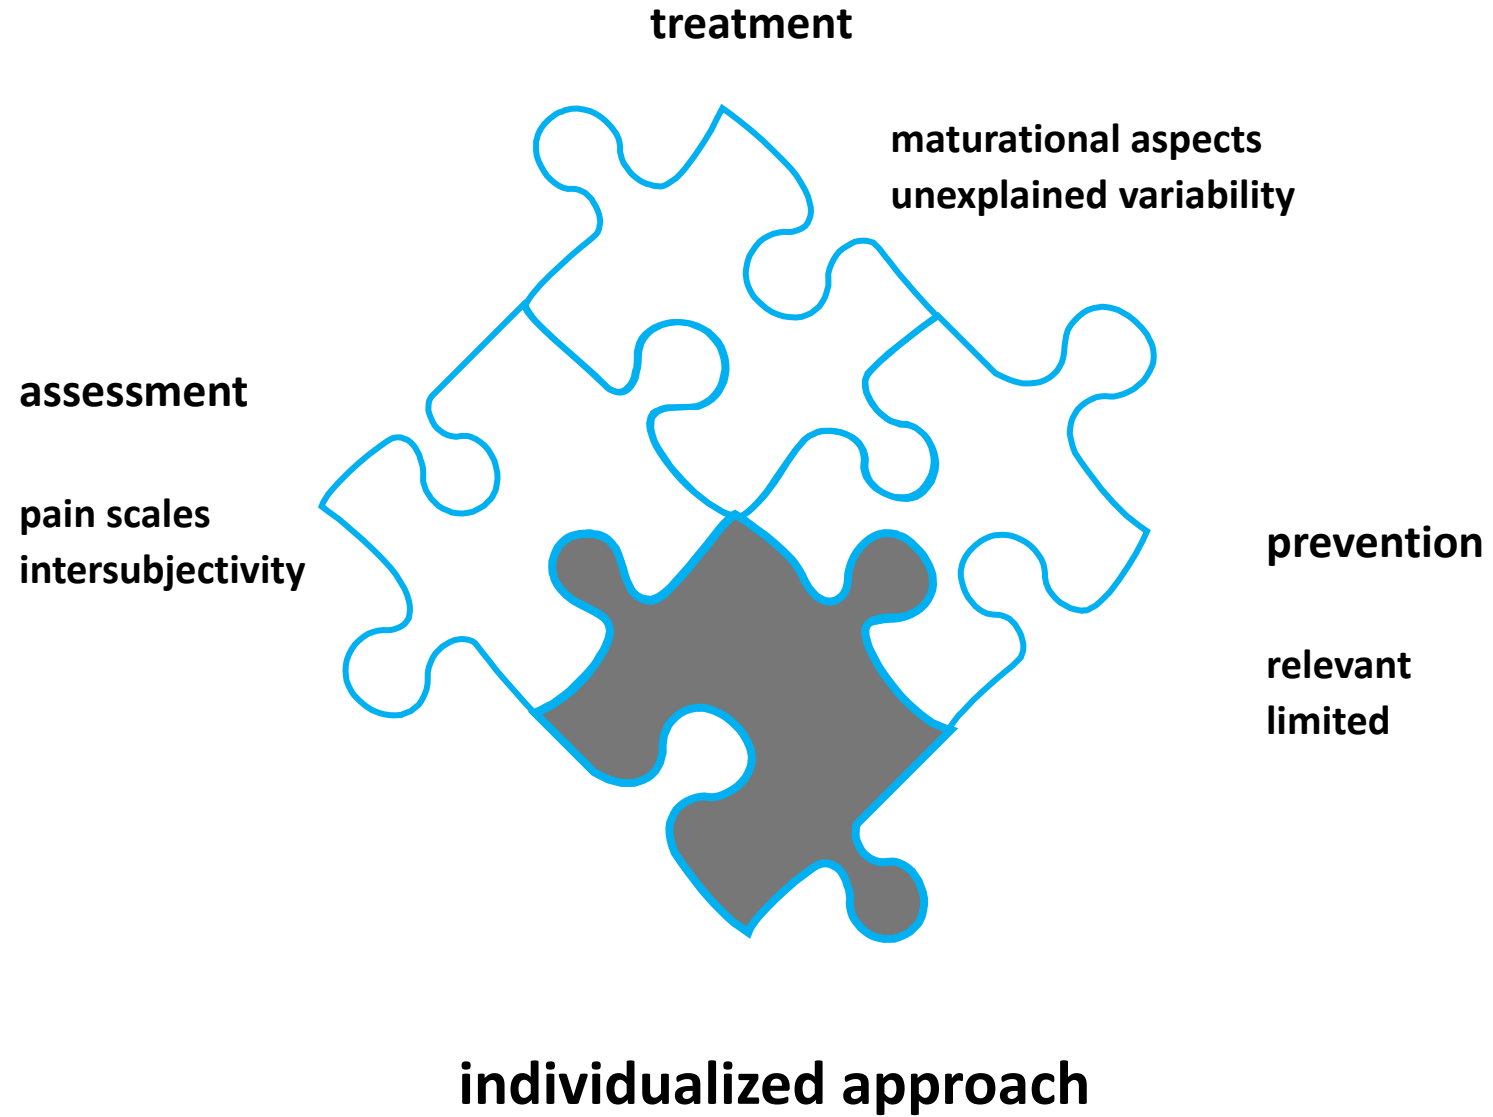 treatment
maturational aspects
unexplained variability
assessment
pain scales
intersubjectivity
prevention
relevant
limited
individualized approach